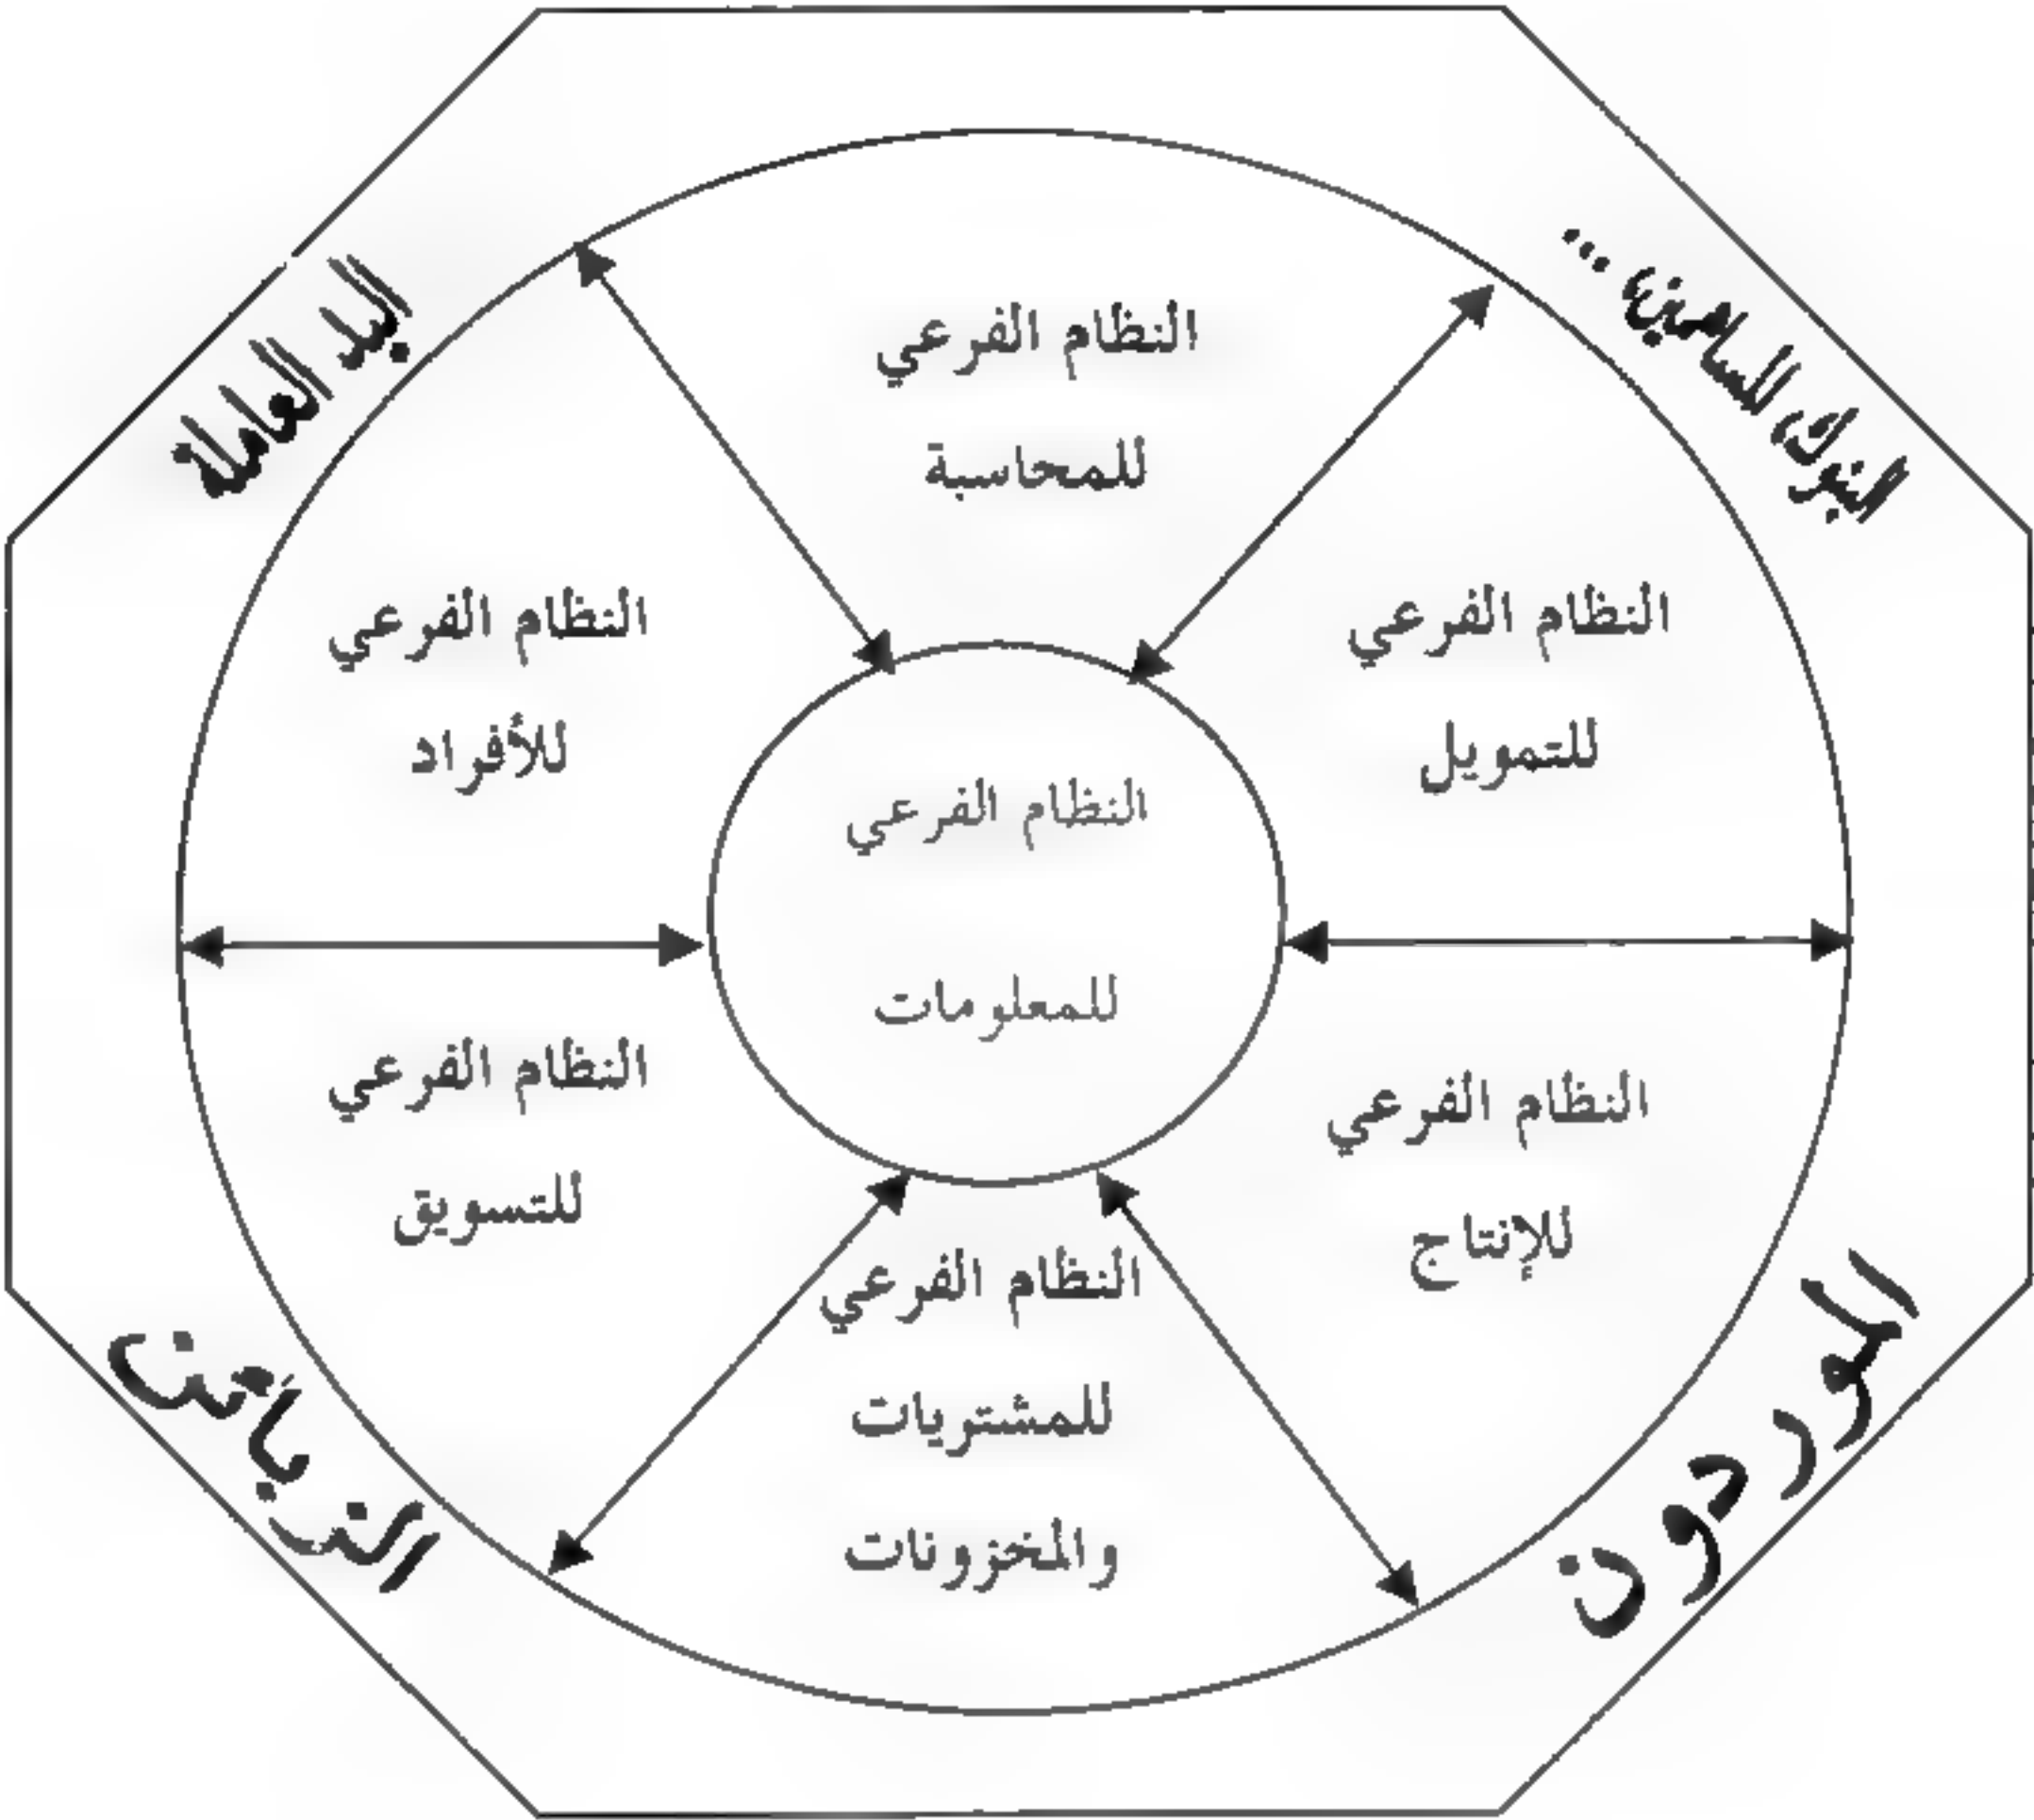 النظام الفرعي
للمحاسبة
اليد العاملة
البنوك المساهمين ...
النظام الفرعي
للأفراد
النظام الفرعي
للتمويل
النظام الفرعي
للمعلومات
النظام الفرعي
للتسويق
النظام الفرعي
للإنتاج
النظام الفرعي
للمشتريات
والمخزونات
الموردون